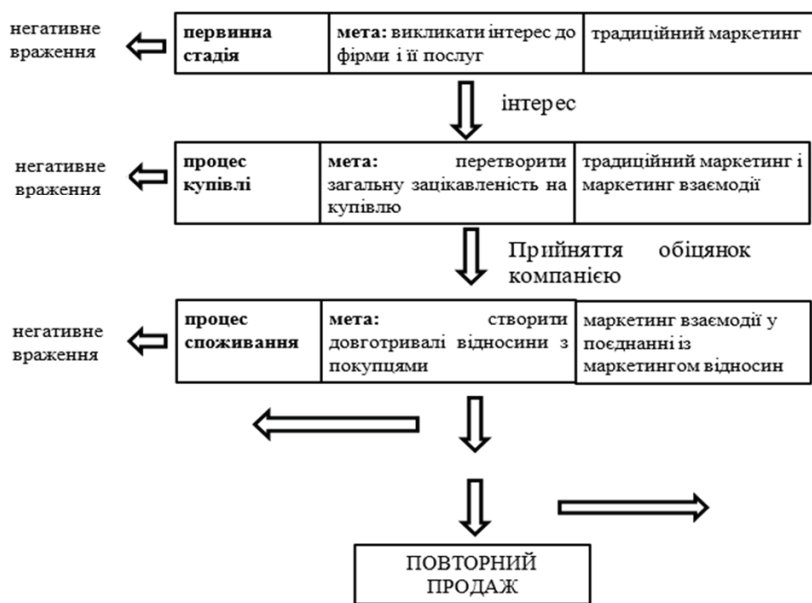 негативне
враження
первинна
стадія
мета: викликати інтерес до
фірми і її послуг
традиційний маркетинг
інтерес
негативне
враження
процес
купівлі
мета: перетворити
загальну зацікавленість на
купівлю
традиційний маркетинг і
маркетинг взаємодії
Прийняття обіцянок
компанією
негативне
враження
процес
споживання
мета: створити
довготривалі відносини з
покупцями
маркетинг взаємодії у
поєднанні із
маркетингом відносин
ПОВТОРНИЙ
ПРОДАЖ